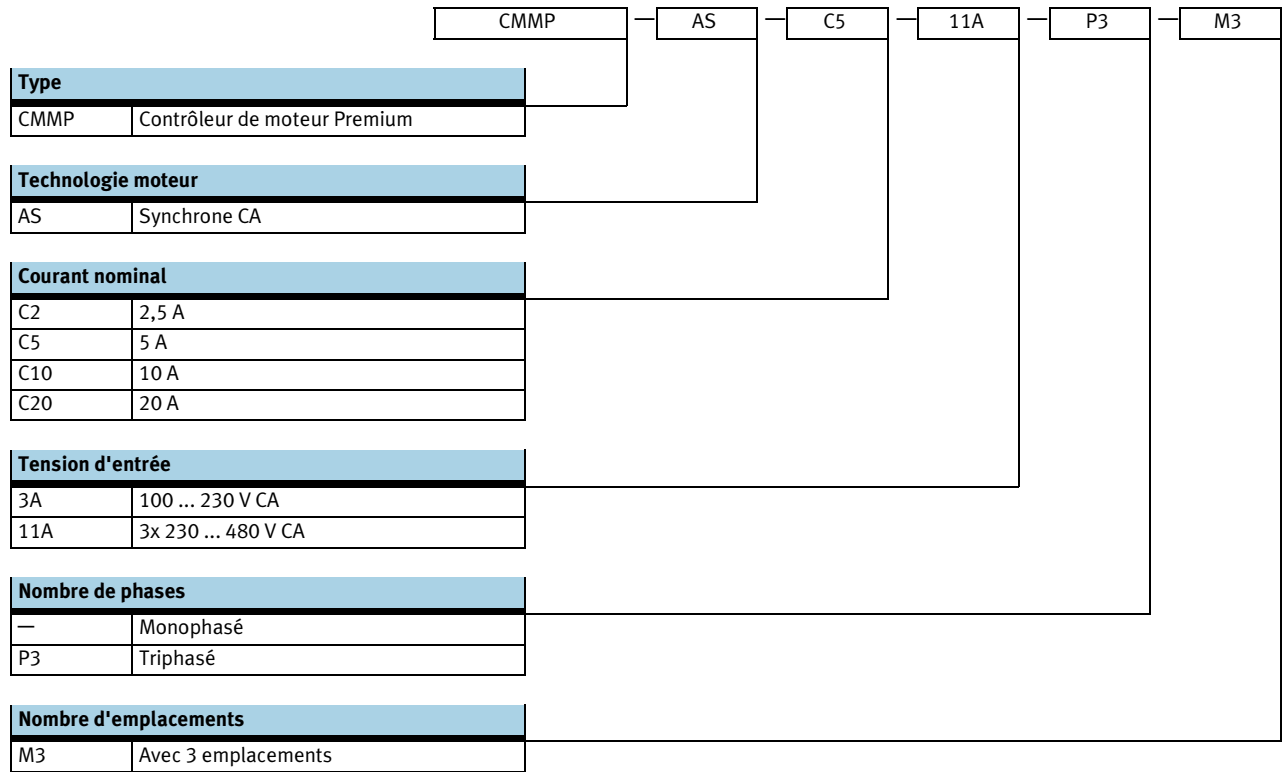 CMMP — AS — C5 — 11A — P3 — M3
Type
CMMP Contrôleur de moteur Premium
Technologie moteur
AS Synchrone CA
Courant nominal
C2 2,5 A
C5 5 A
C10 10 A
C20 20 A
Tension d'entrée
3A 100 ... 230 V CA
11A 3x 230 ... 480 V CA
Nombre de phases
— Monophasé
P3 Triphasé
Nombre d'emplacements
M3 Avec 3 emplacements